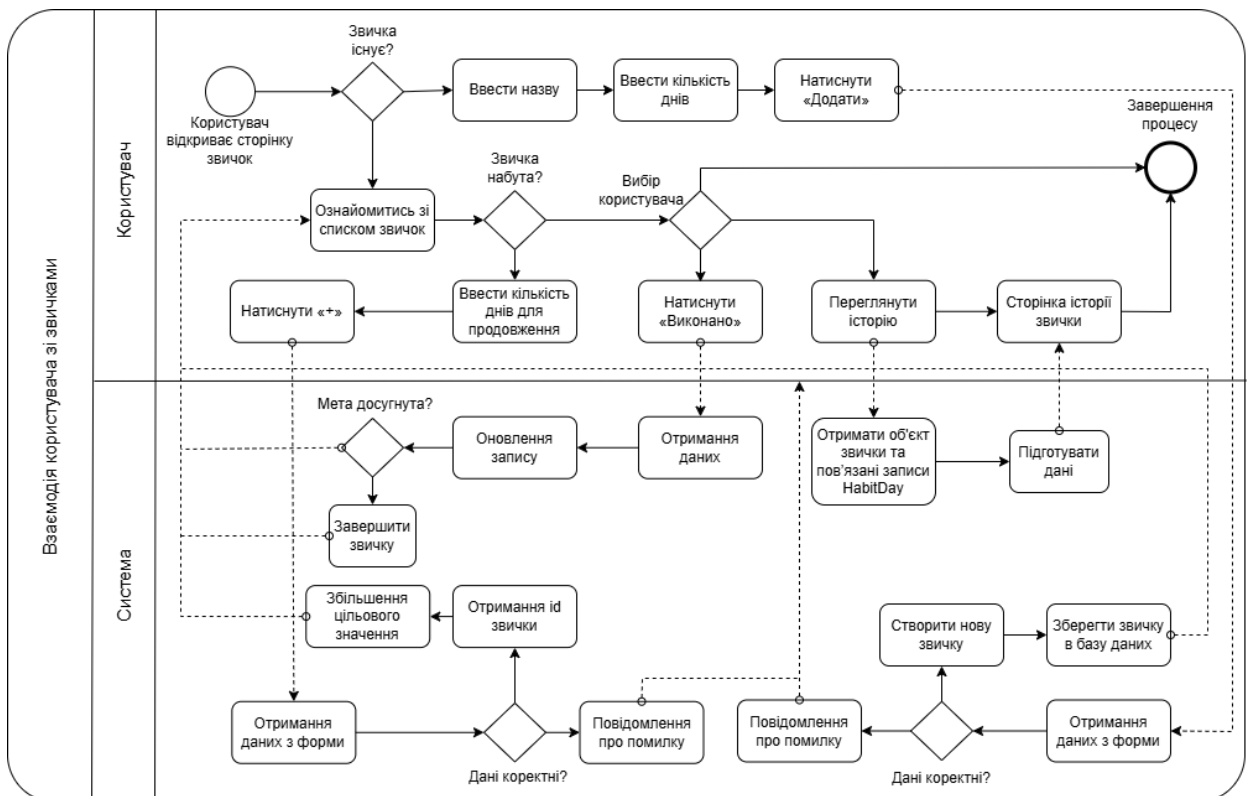 Взаємодія користувача зі звичками
Користувач
Система
Звичка
існує?
Користувач
відкриває сторінку
звичок
Ввести назву
Ввести кількість
днів
Натиснути
«Додати»
Завершення
процесу
Ознайомитись зі
списком звичок
Звичка
набута?
Вибір
користувача
Натиснути «+»
Ввести кількість
днів для
продовження
Натиснути
«Виконано»
Переглянути
історію
Сторінка історії
звички
Мета досугнута?
Оновлення
запису
Отримання
даних
Отримати об'єкт
звички та
пов'язані записи
HabitDay
Підготувати
дані
Завершити
звичку
Збільшення
цільового
значення
Отримання id
звички
Створити нову
звичку
Зберегти звичку
в базу даних
Отримання
даних з форми
Повідомлення
про помилку
Повідомлення
про помилку
Отримання
даних з форми
Дані коректні?
Дані коректні?